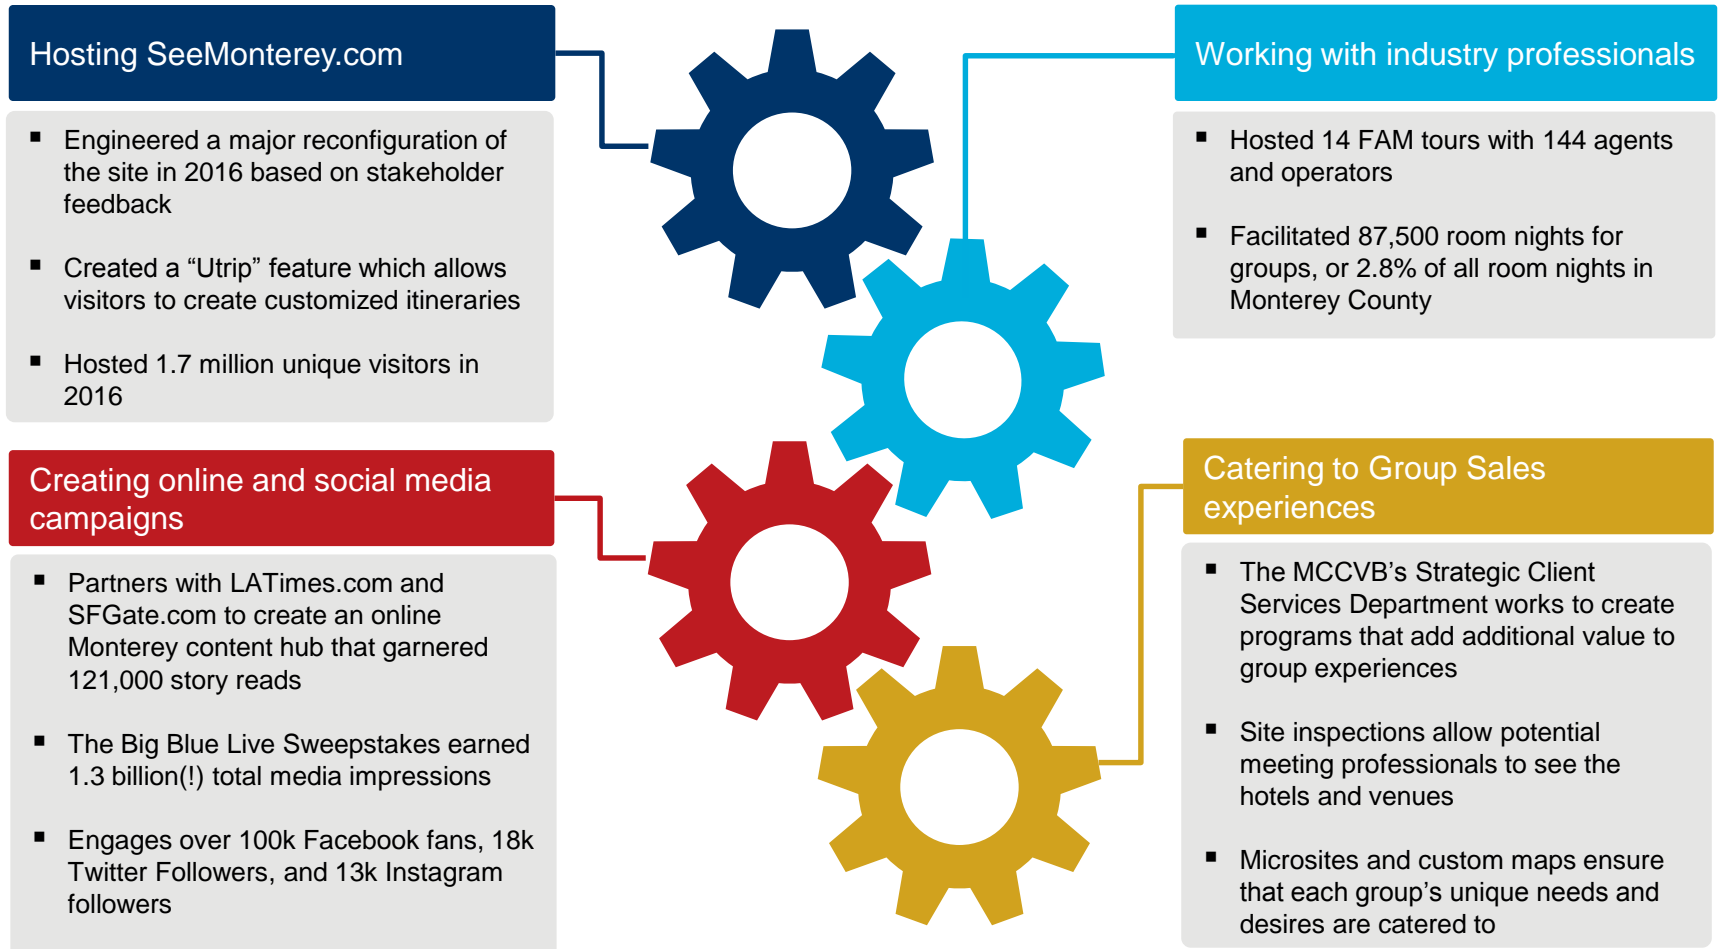 Hosting SeeMonterey.com
▪ Engineered a major reconfiguration of
the site in 2016 based on stakeholder
feedback
▪ Created a “Utrip” feature which allows
visitors to create customized itineraries
▪ Hosted 1.7 million unique visitors in
2016
Working with industry professionals
▪ Hosted 14 FAM tours with 144 agents
and operators
▪ Facilitated 87,500 room nights for
groups, or 2.8% of all room nights in
Monterey County
Creating online and social media
campaigns
▪ Partners with LATimes.com and
SFGate.com to create an online
Monterey content hub that garnered
121,000 story reads
▪ The Big Blue Live Sweepstakes earned
1.3 billion(!) total media impressions
▪ Engages over 100k Facebook fans, 18k
Twitter Followers, and 13k Instagram
followers
Catering to Group Sales
experiences
▪ The MCCVB’s Strategic Client
Services Department works to create
programs that add additional value to
group experiences
▪ Site inspections allow potential
meeting professionals to see the
hotels and venues
▪ Microsites and custom maps ensure
that each group’s unique needs and
desires are catered to